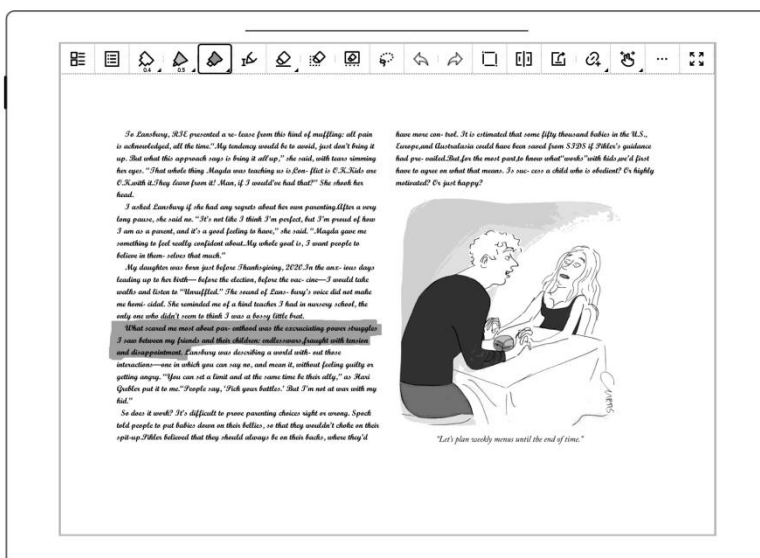 0.4
0.5
To Lansbury, RIE presented a re- lease from this kind of muffling: all pain
is acknowledged, all the time."My tendency would be to avoid, just don't bring it
up. But what this approach says is bring it all up," she said, with tears rimming
her eyes. "That whole thing Magda was teaching us is,Con- flict is O.K.Kids are
O.K.with it.They learn from it! Man, if I would've had that?" She shook her
head.
I asked Lansbury if she had any regrets about her own parenting.After a very
long pause, she said no. "It's not like I think I'm perfect, but I'm proud of how
I am as a parent, and it's a good feeling to have," she said. "Magda gave me
something to feel really confident about.My whole goal is, I want people to
believe in them- selves that much."
My daughter was born just before Thanksgiving, 2020.In the anx- ious days
leading up to her birth— before the election, before the vac- cine—I would take
walks and listen to "Unruffled." The sound of Lans- bury's voice did not make
me homi- cidal. She reminded me of a kind teacher I had in nursery school, the
only one who didn't seem to think I was a bossy little brat.
What scared me most about par- enthood was the excruciating power struggles
I saw between my friends and their children: endlesswars,fraught with tension
and disappointment. Lansbury was describing a world with- out those
interactions—one in which you can say no, and mean it, without feeling guilty or
getting angry. "You can set a limit and at the same time be their ally," as Hari
Grebler put it to me."People say,'Pick your battles.' But I'm not at war with my
kid."
So does it work? It's difficult to prove parenting choices right or wrong. Spock
told people to put babies down on their bellies, so that they wouldn't choke on their
spit-up.Pikler believed that they should always be on their backs, where they'd
have more con- trol. It is estimated that some fifty thousand babies in the U.S.,
Europe,and Australasia could have been saved from SIDS if Pikler's guidance
had pre- vailed.But,for the most part,to know what"works"with kids,we'd first
have to agree on what that means. Is suc- cess a child who is obedient? Or highly
motivated? Or just happy?
"Let's plan weekly menus until the end of time."